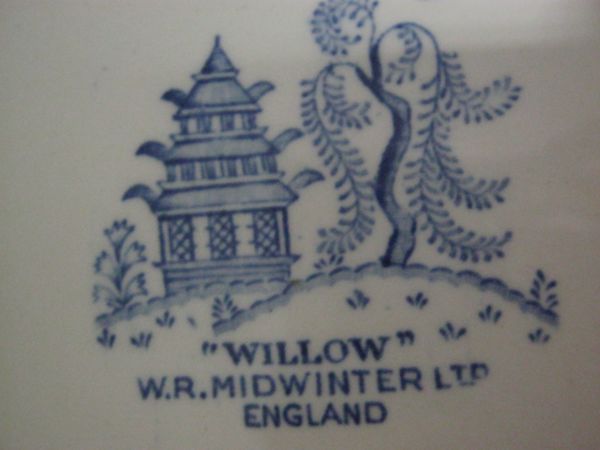 "WILLOW"
W.R. MIDWINTER LTD
ENGLAND